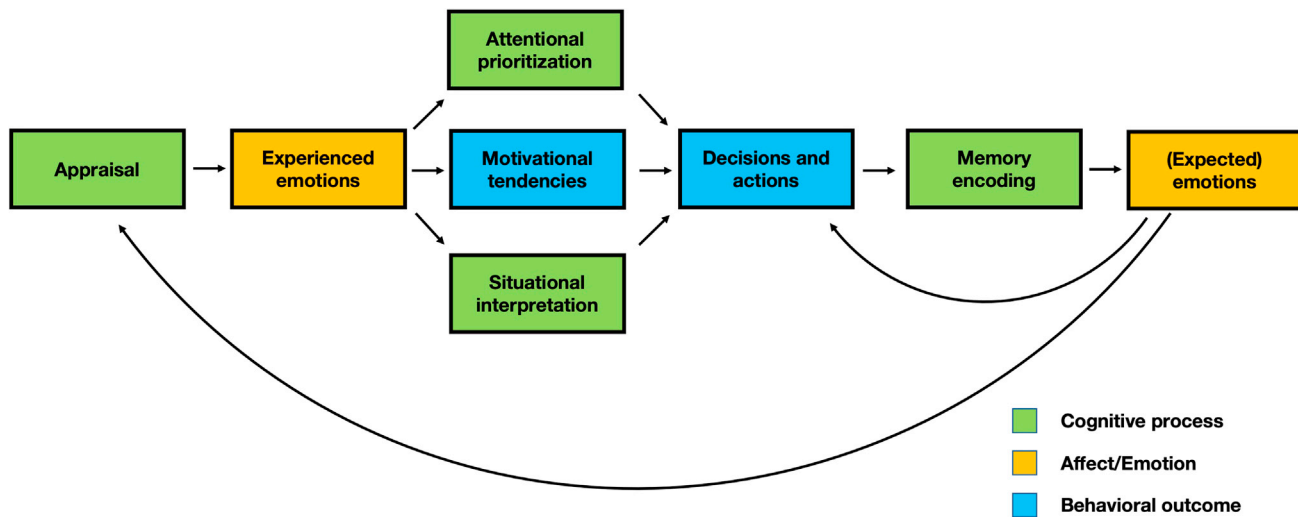 Attentional
prioritization
Appraisal
Experienced
emotions
Motivational
tendencies
Decisions and
actions
Memory
encoding
(Expected)
emotions
Situational
interpretation
Cognitive process
Affect/Emotion
Behavioral outcome